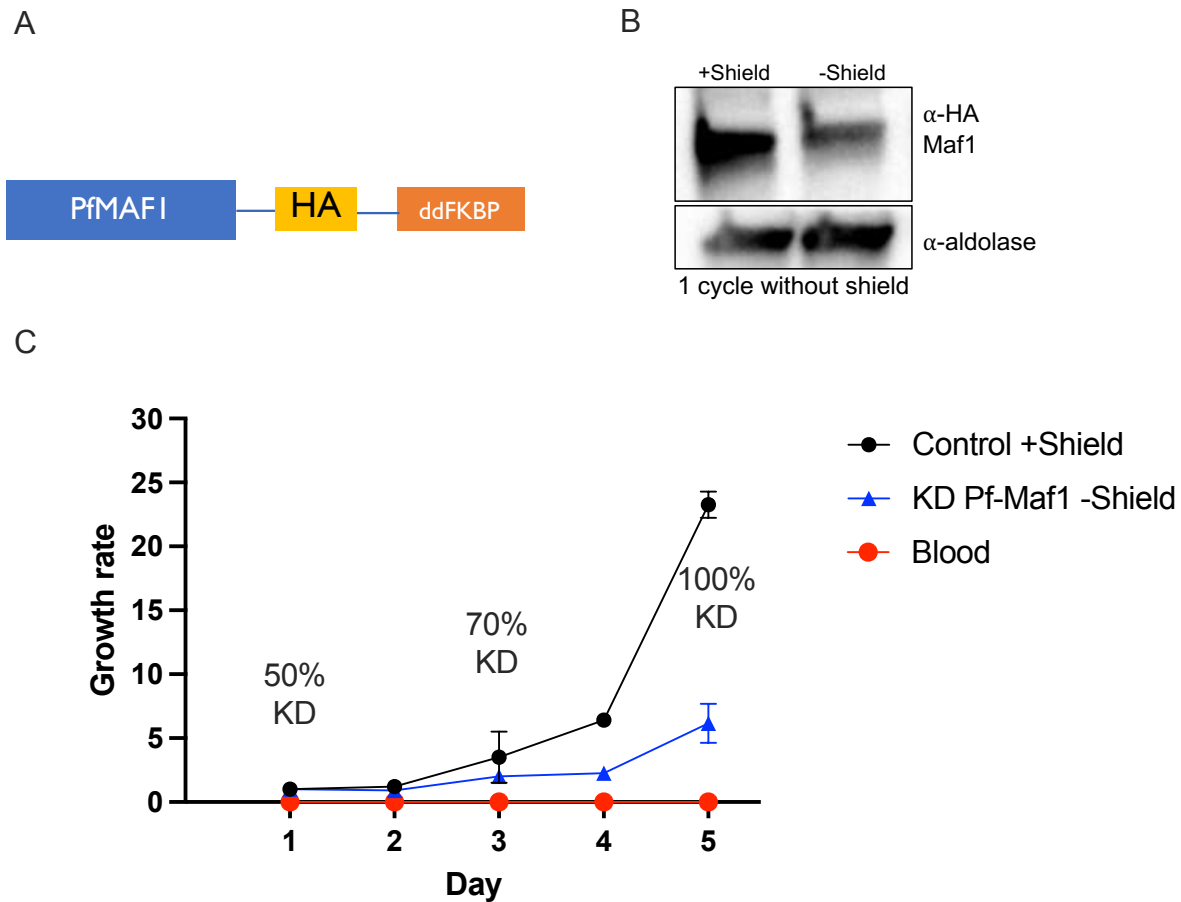 A
PfMAF1
HA
ddFKBP
B
+Shield
-Shield
α-HA
Maf1
α-aldolase
1 cycle without shield
C
Growth rate
30
25
20
15
10
5
0
50%
KD
70%
KD
100%
KD
1
2
3
4
5
Day
Control +Shield
KD Pf-Maf1 -Shield
Blood